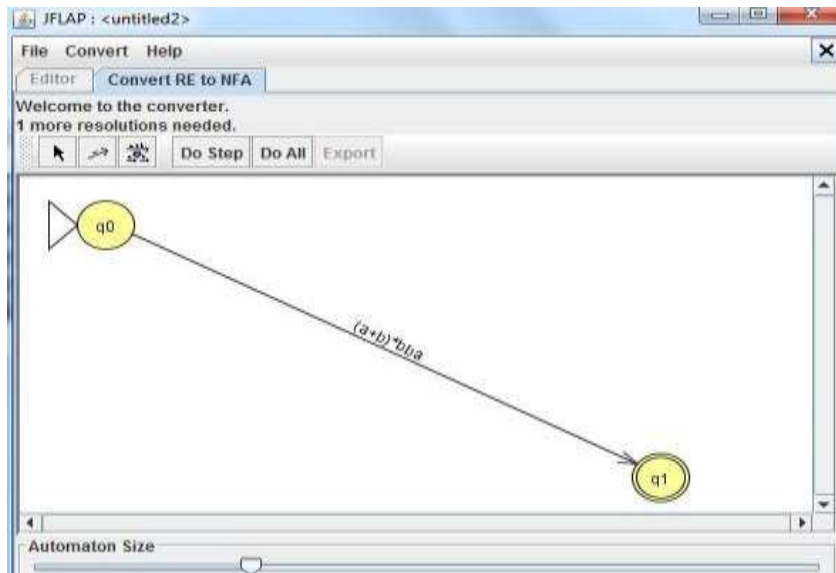 JFLAP : <untitled2>
File Convert Help
Editor Convert RE to NFA
Welcome to the converter.
1 more resolutions needed.
Do Step Do All Export
q0
(a+b)*bba
q1
Automaton Size